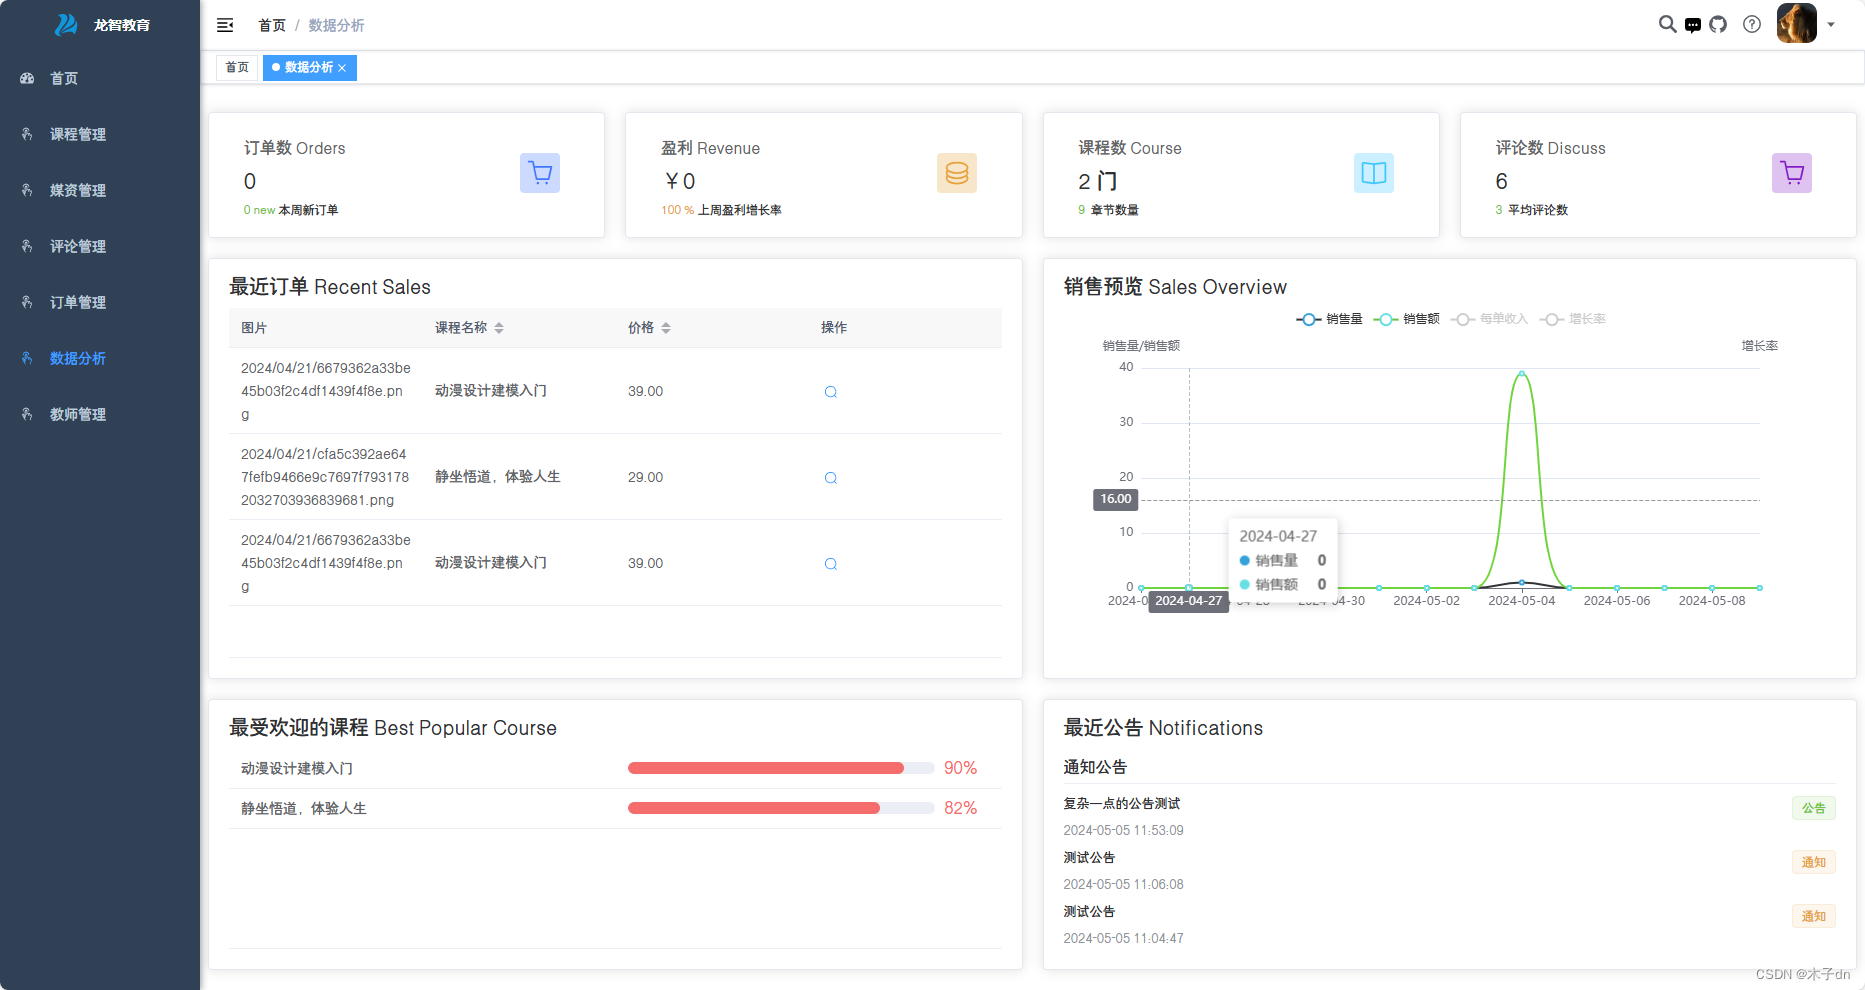 龙智教育
首页
课程管理
媒资管理
评论管理
订单管理
数据分析
教师管理
首页 / 数据分析
首页
数据分析
订单数 Orders
0
0 new 本周新订单
盈利 Revenue
￥0
100 % 上周盈利增长率
课程数 Course
2 门
9 章节数量
评论数 Discuss
6
3 平均评论数
最近订单 Recent Sales
图片 课程名称 价格 操作
2024/04/21/6679362a33be
45b03f2c4df1439f4f8e.pn
g
动漫设计建模入门
39.00
2024/04/21/cfa5c392ae64
7fefb9466e9c7697f793178
2032703936839681.png
静坐悟道，体验人生
29.00
2024/04/21/6679362a33be
45b03f2c4df1439f4f8e.pn
g
动漫设计建模入门
39.00
销售预览 Sales Overview
销售量 销售额 每单收入 增长率
销售量/销售额
增长率
40
30
20
16.00
10
0
2024-04-27
销售量 0
销售额 0
2024-0
2024-04-27
2024-05-02 2024-05-04 2024-05-06 2024-05-08
最受欢迎的课程 Best Popular Course
动漫设计建模入门 90%
静坐悟道，体验人生 82%
最近公告 Notifications
通知公告
复杂一点的公告测试
2024-05-05 11:53:09
公告
测试公告
2024-05-05 11:06:08
通知
测试公告
2024-05-05 11:04:47
通知
CSDN @木子dn